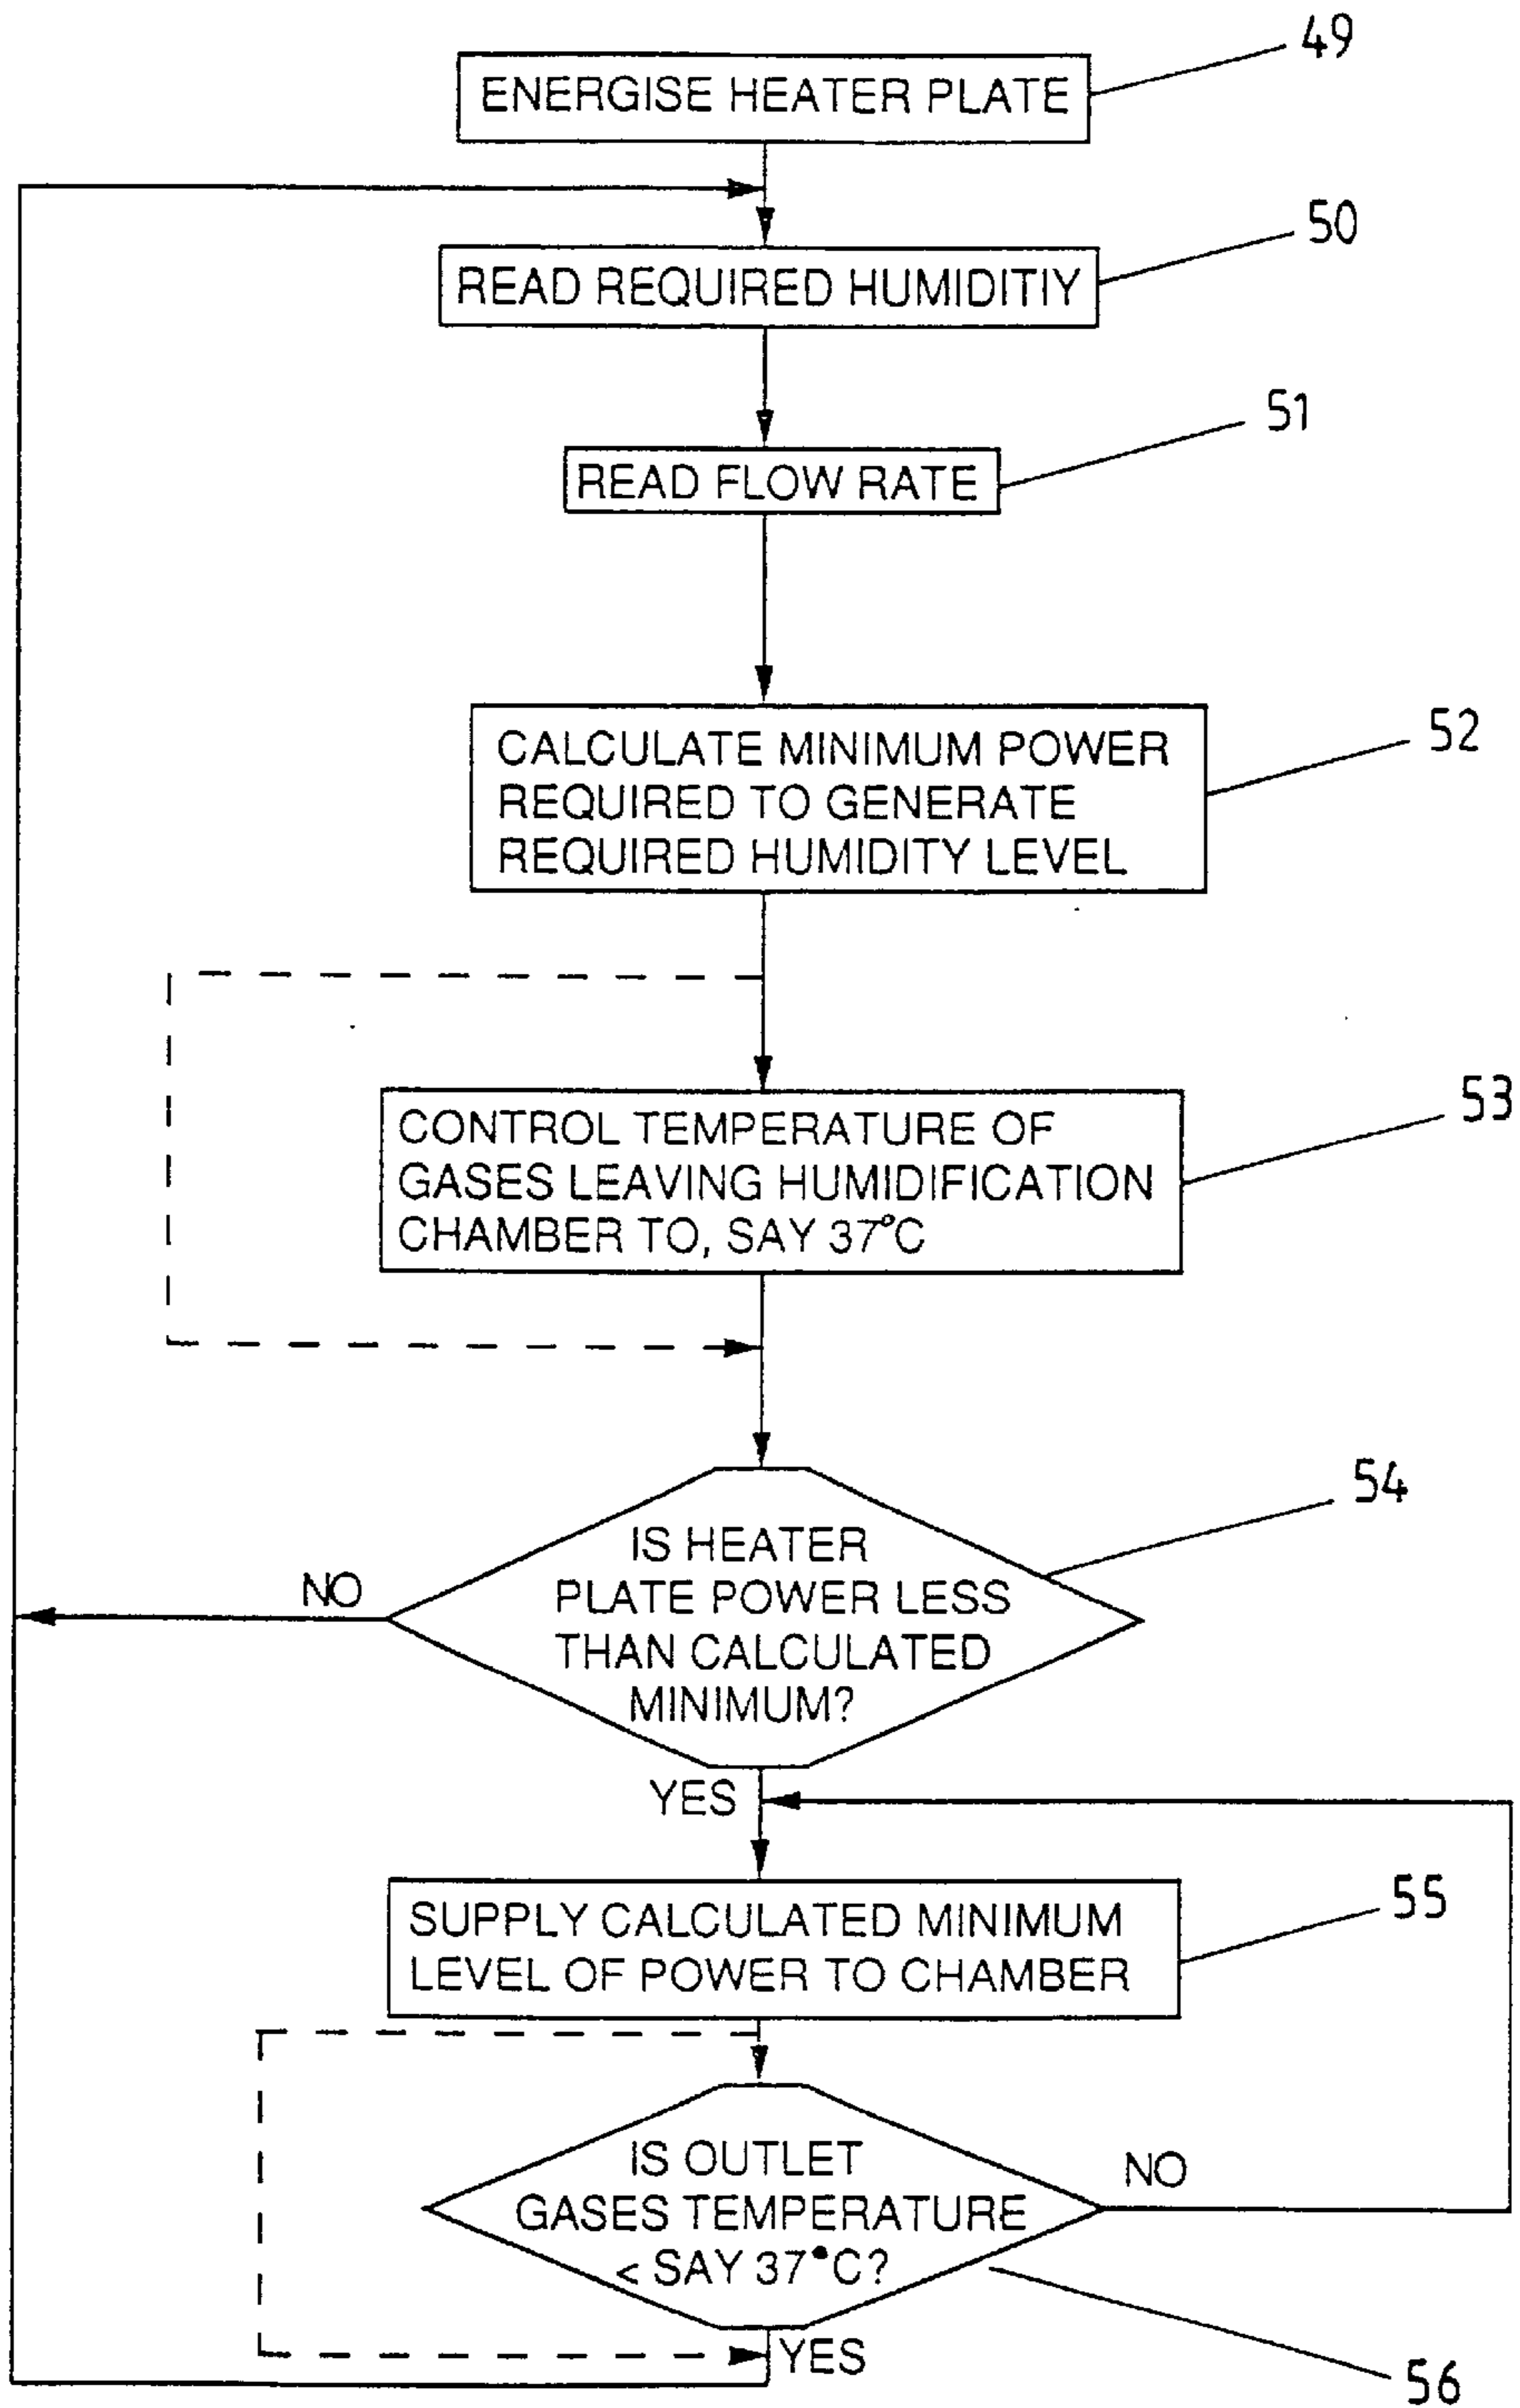 49
ENERGISE HEATER PLATE
50
READ REQUIRED HUMIDITIY
51
READ FLOW RATE
52
CALCULATE MINIMUM POWER
REQUIRED TO GENERATE
REQUIRED HUMIDITY LEVEL
53
CONTROL TEMPERATURE OF
GASES LEAVING HUMIDIFICATION
CHAMBER TO, SAY 37°C
54
IS HEATER
PLATE POWER LESS
THAN CALCULATED
MINIMUM?
NO
YES
55
SUPPLY CALCULATED MINIMUM
LEVEL OF POWER TO CHAMBER
IS OUTLET
GASES TEMPERATURE
< SAY 37°C?
NO
YES
56